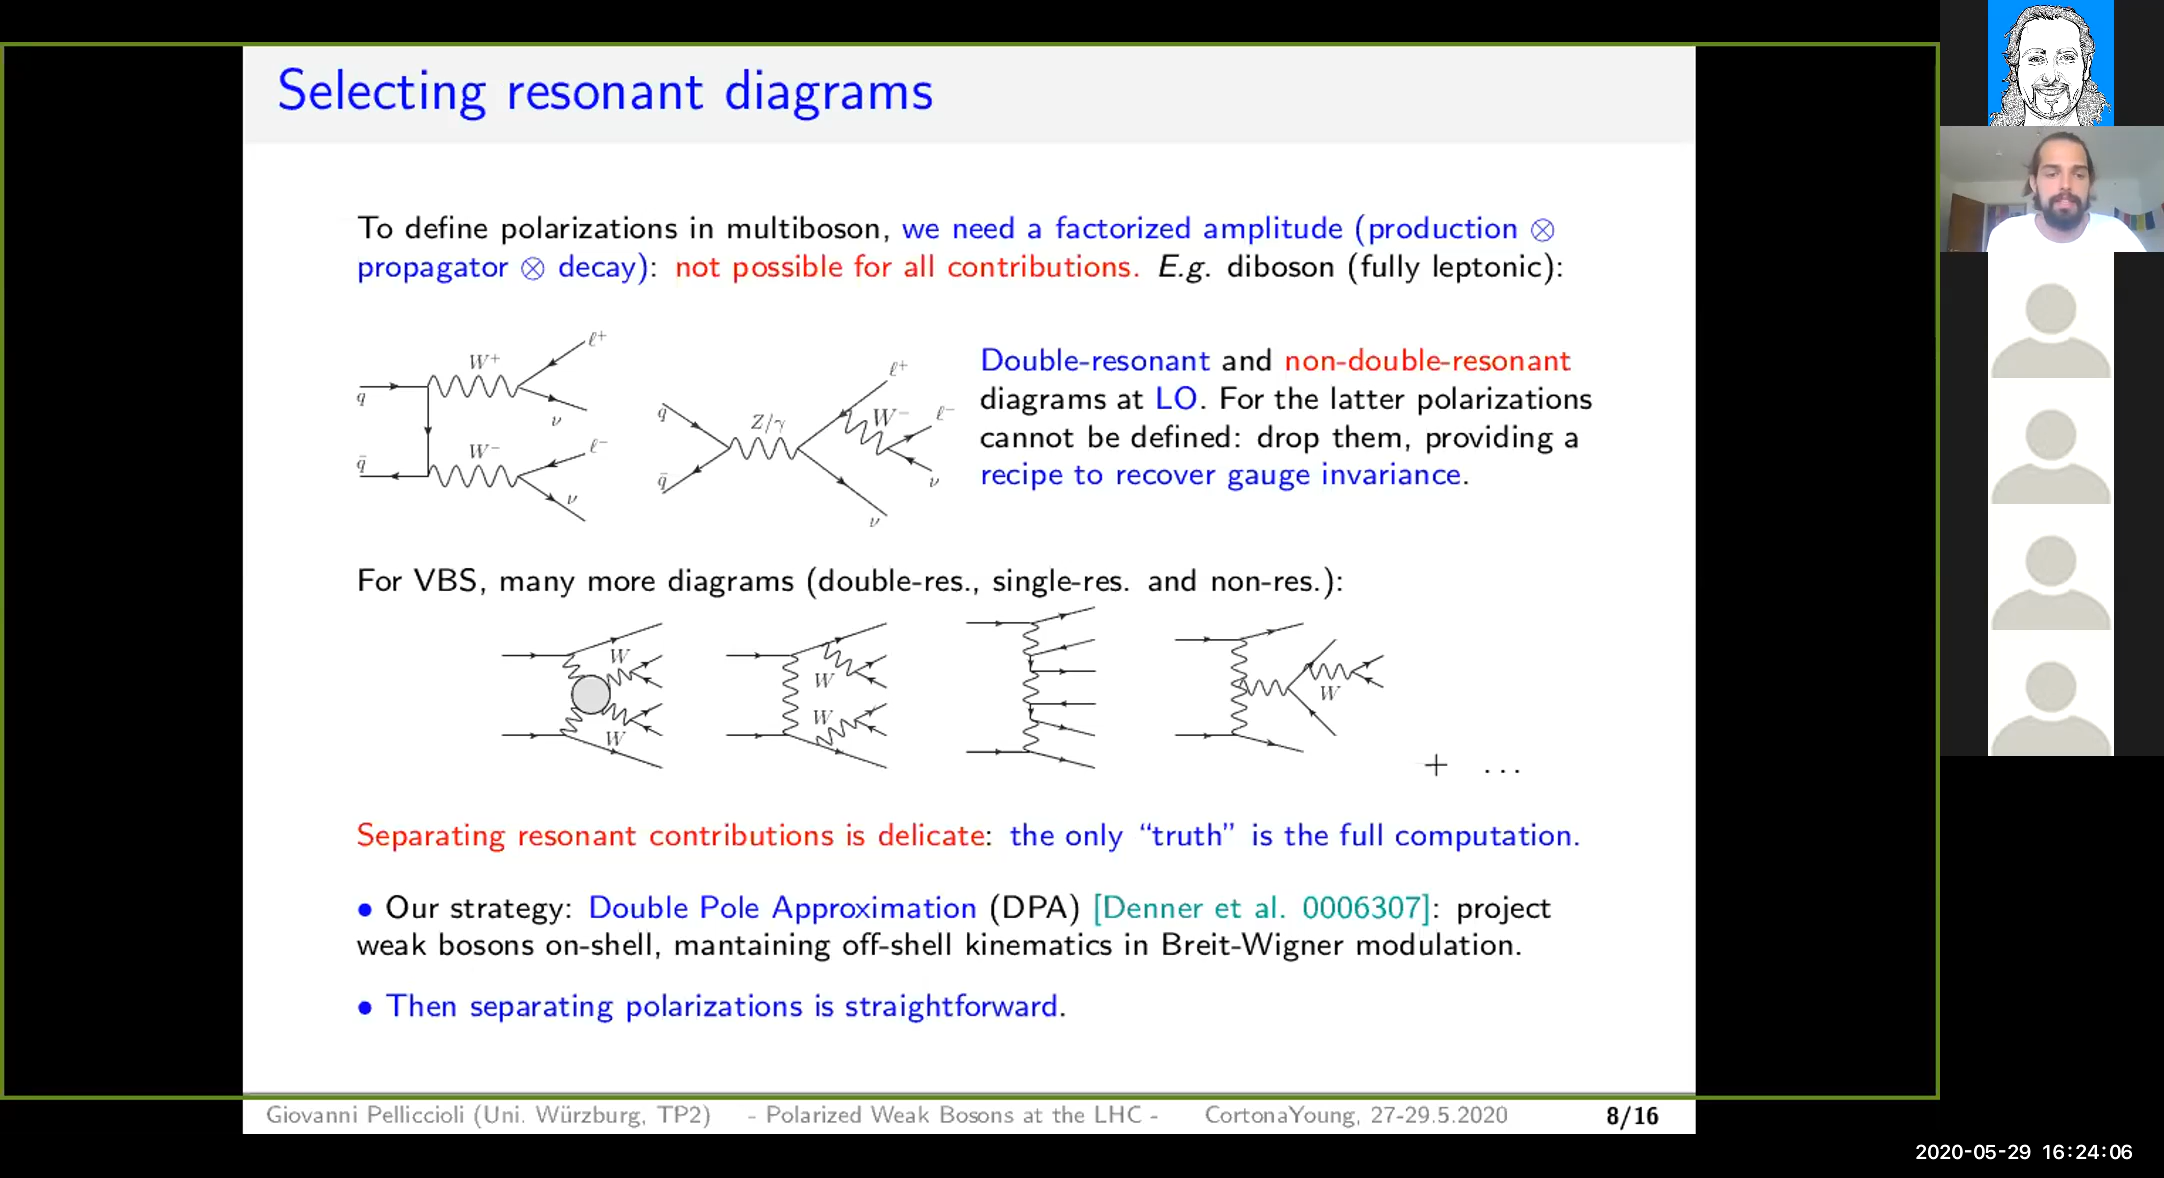 Selecting resonant diagrams
To define polarizations in multiboson, we need a factorized amplitude (production ⊗
propagator ⊗ decay): not possible for all contributions. E.g. diboson (fully leptonic):
q
W⁺
ℓ⁺
ν
q̄
W⁻
ℓ⁻
ν
q
q̄
Z/γ
ℓ⁺
W⁻
ℓ⁻
ν
ν
Double-resonant and non-double-resonant
diagrams at LO. For the latter polarizations
cannot be defined: drop them, providing a
recipe to recover gauge invariance.
For VBS, many more diagrams (double-res., single-res. and non-res.):
W
W
W
W
W
+ ...
Separating resonant contributions is delicate: the only “truth” is the full computation.
• Our strategy: Double Pole Approximation (DPA) [Denner et al. 0006307]: project
weak bosons on-shell, mantaining off-shell kinematics in Breit-Wigner modulation.
• Then separating polarizations is straightforward.
Giovanni Pelliccioli (Uni. Würzburg, TP2) - Polarized Weak Bosons at the LHC - CortonaYoung, 27-29.5.2020 8/16
2020-05-29 16:24:06